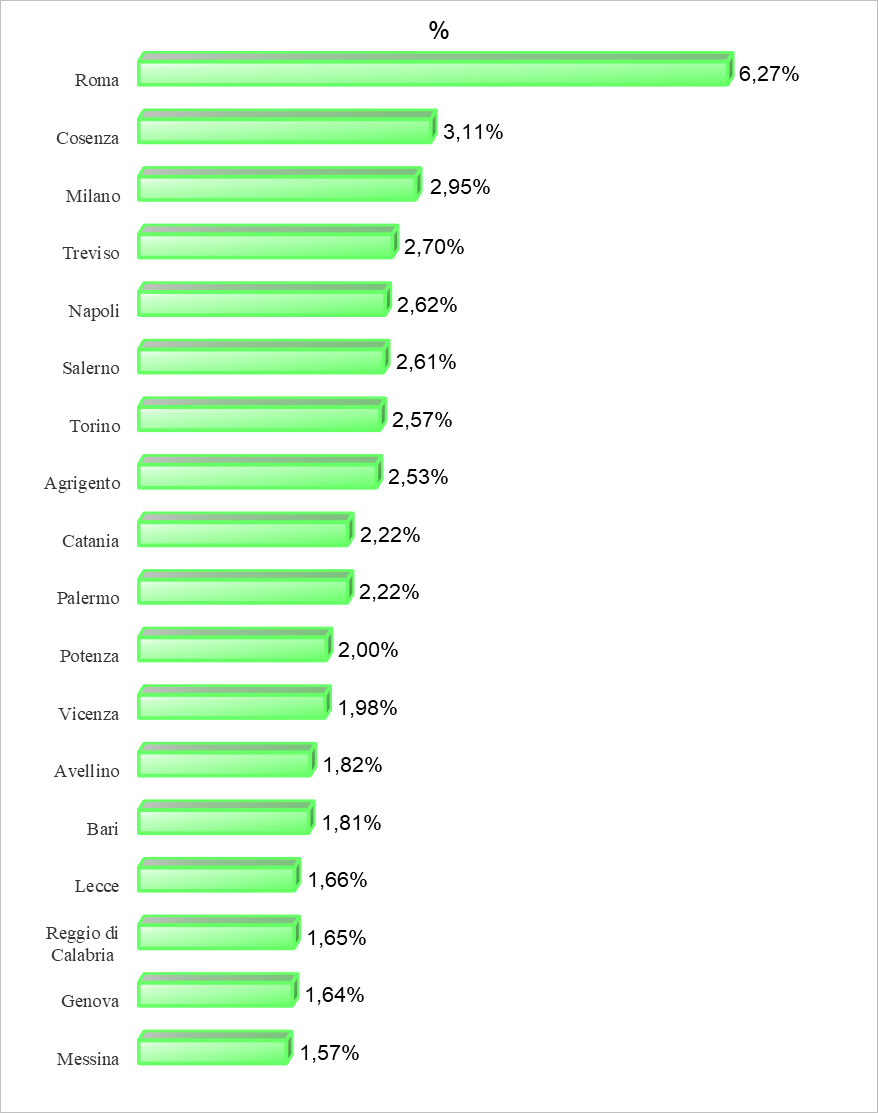 %
Roma 6,27%
Cosenza 3,11%
Milano 2,95%
Treviso 2,70%
Napoli 2,62%
Salerno 2,61%
Torino 2,57%
Agrigento 2,53%
Catania 2,22%
Palermo 2,22%
Potenza 2,00%
Vicenza 1,98%
Avellino 1,82%
Bari 1,81%
Lecce 1,66%
Reggio di
Calabria 1,65%
Genova 1,64%
Messina 1,57%